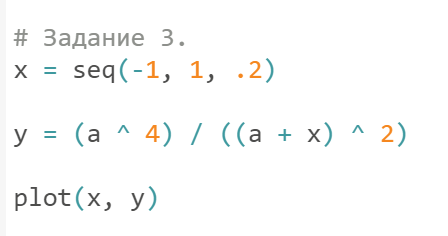 # Задание 3.
x = seq(-1, 1, .2)
y = (a ^ 4) / ((a + x) ^ 2)
plot(x, y)